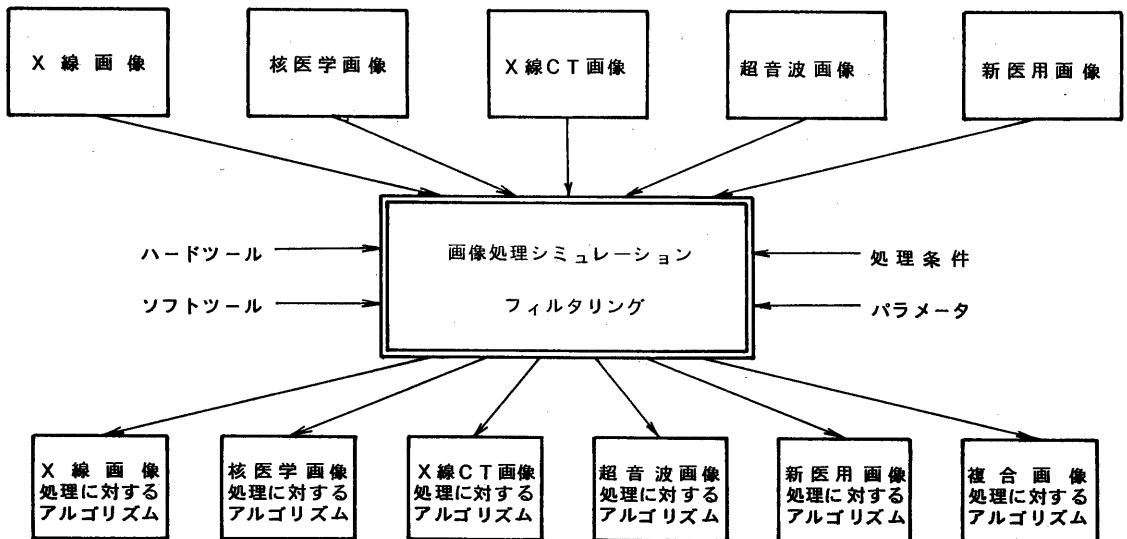 X線画像
核医学画像
X線CT画像
超音波画像
新医用画像
ハードツール
画像処理シミュレーション
処理条件
ソフトツール
フィルタリング
パラメータ
X線画像
処理に対する
アルゴリズム
核医学画像
処理に対する
アルゴリズム
X線CT画像
処理に対する
アルゴリズム
超音波画像
処理に対する
アルゴリズム
新医用画像
処理に対する
アルゴリズム
複合画像
処理に対する
アルゴリズム